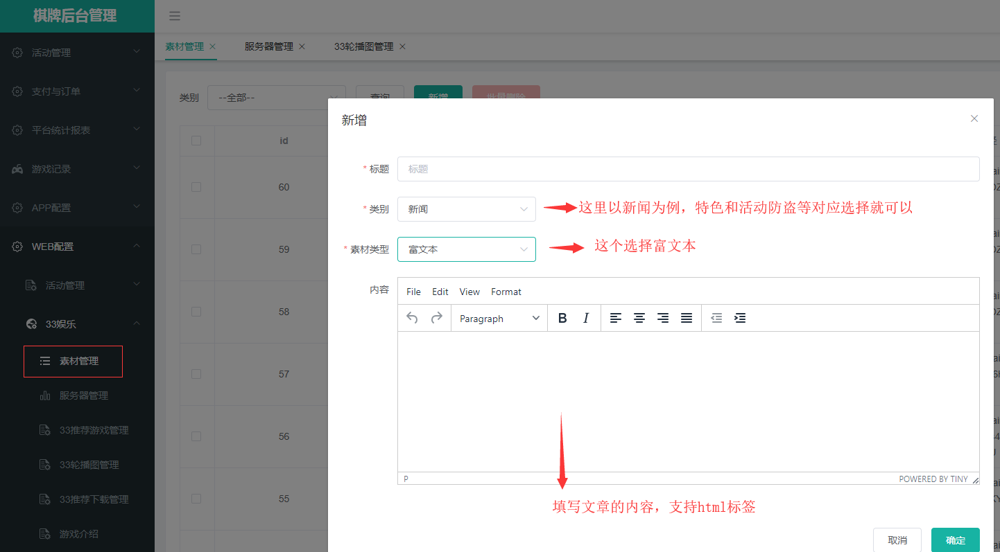 棋牌后台管理
活动管理
支付与订单
平台统计报表
游戏记录
APP配置
WEB配置
活动管理
33娱乐
素材管理
服务器管理
33推荐游戏管理
33轮播图管理
33推荐下载管理
游戏介绍
素材管理 服务器管理 33轮播图管理
类别 --全部-- 查询 新增 批量删除
id
60
59
58
57
56
55
新增
* 标题 标题
* 类别 新闻 这里以新闻为例，特色和活动防盗等对应选择就可以
* 素材类型 富文本 这个选择富文本
内容
File Edit View Format
Paragraph B I
P POWERED BY TINY
填写文章的内容，支持html标签
取消 确定